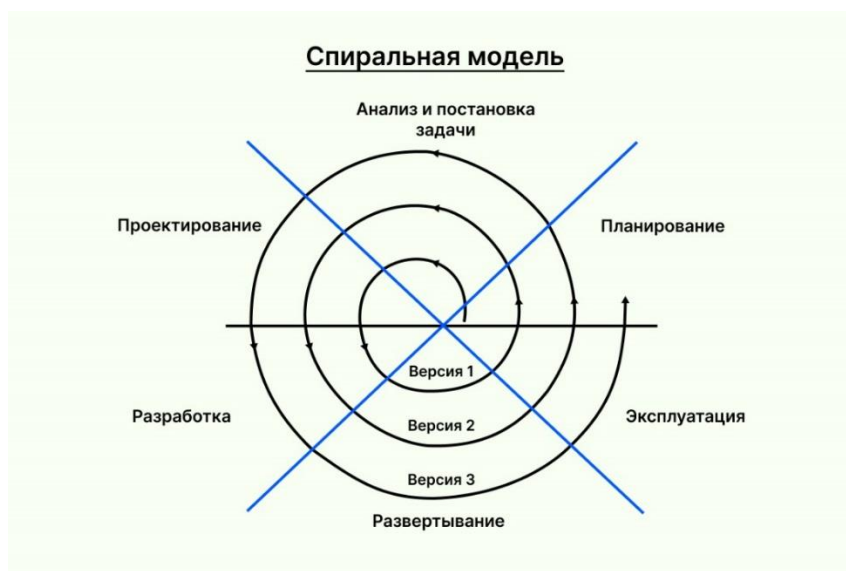 Спиральная модель
Анализ и постановка
задачи
Проектирование
Планирование
Версия 1
Разработка
Эксплуатация
Версия 2
Версия 3
Развертывание